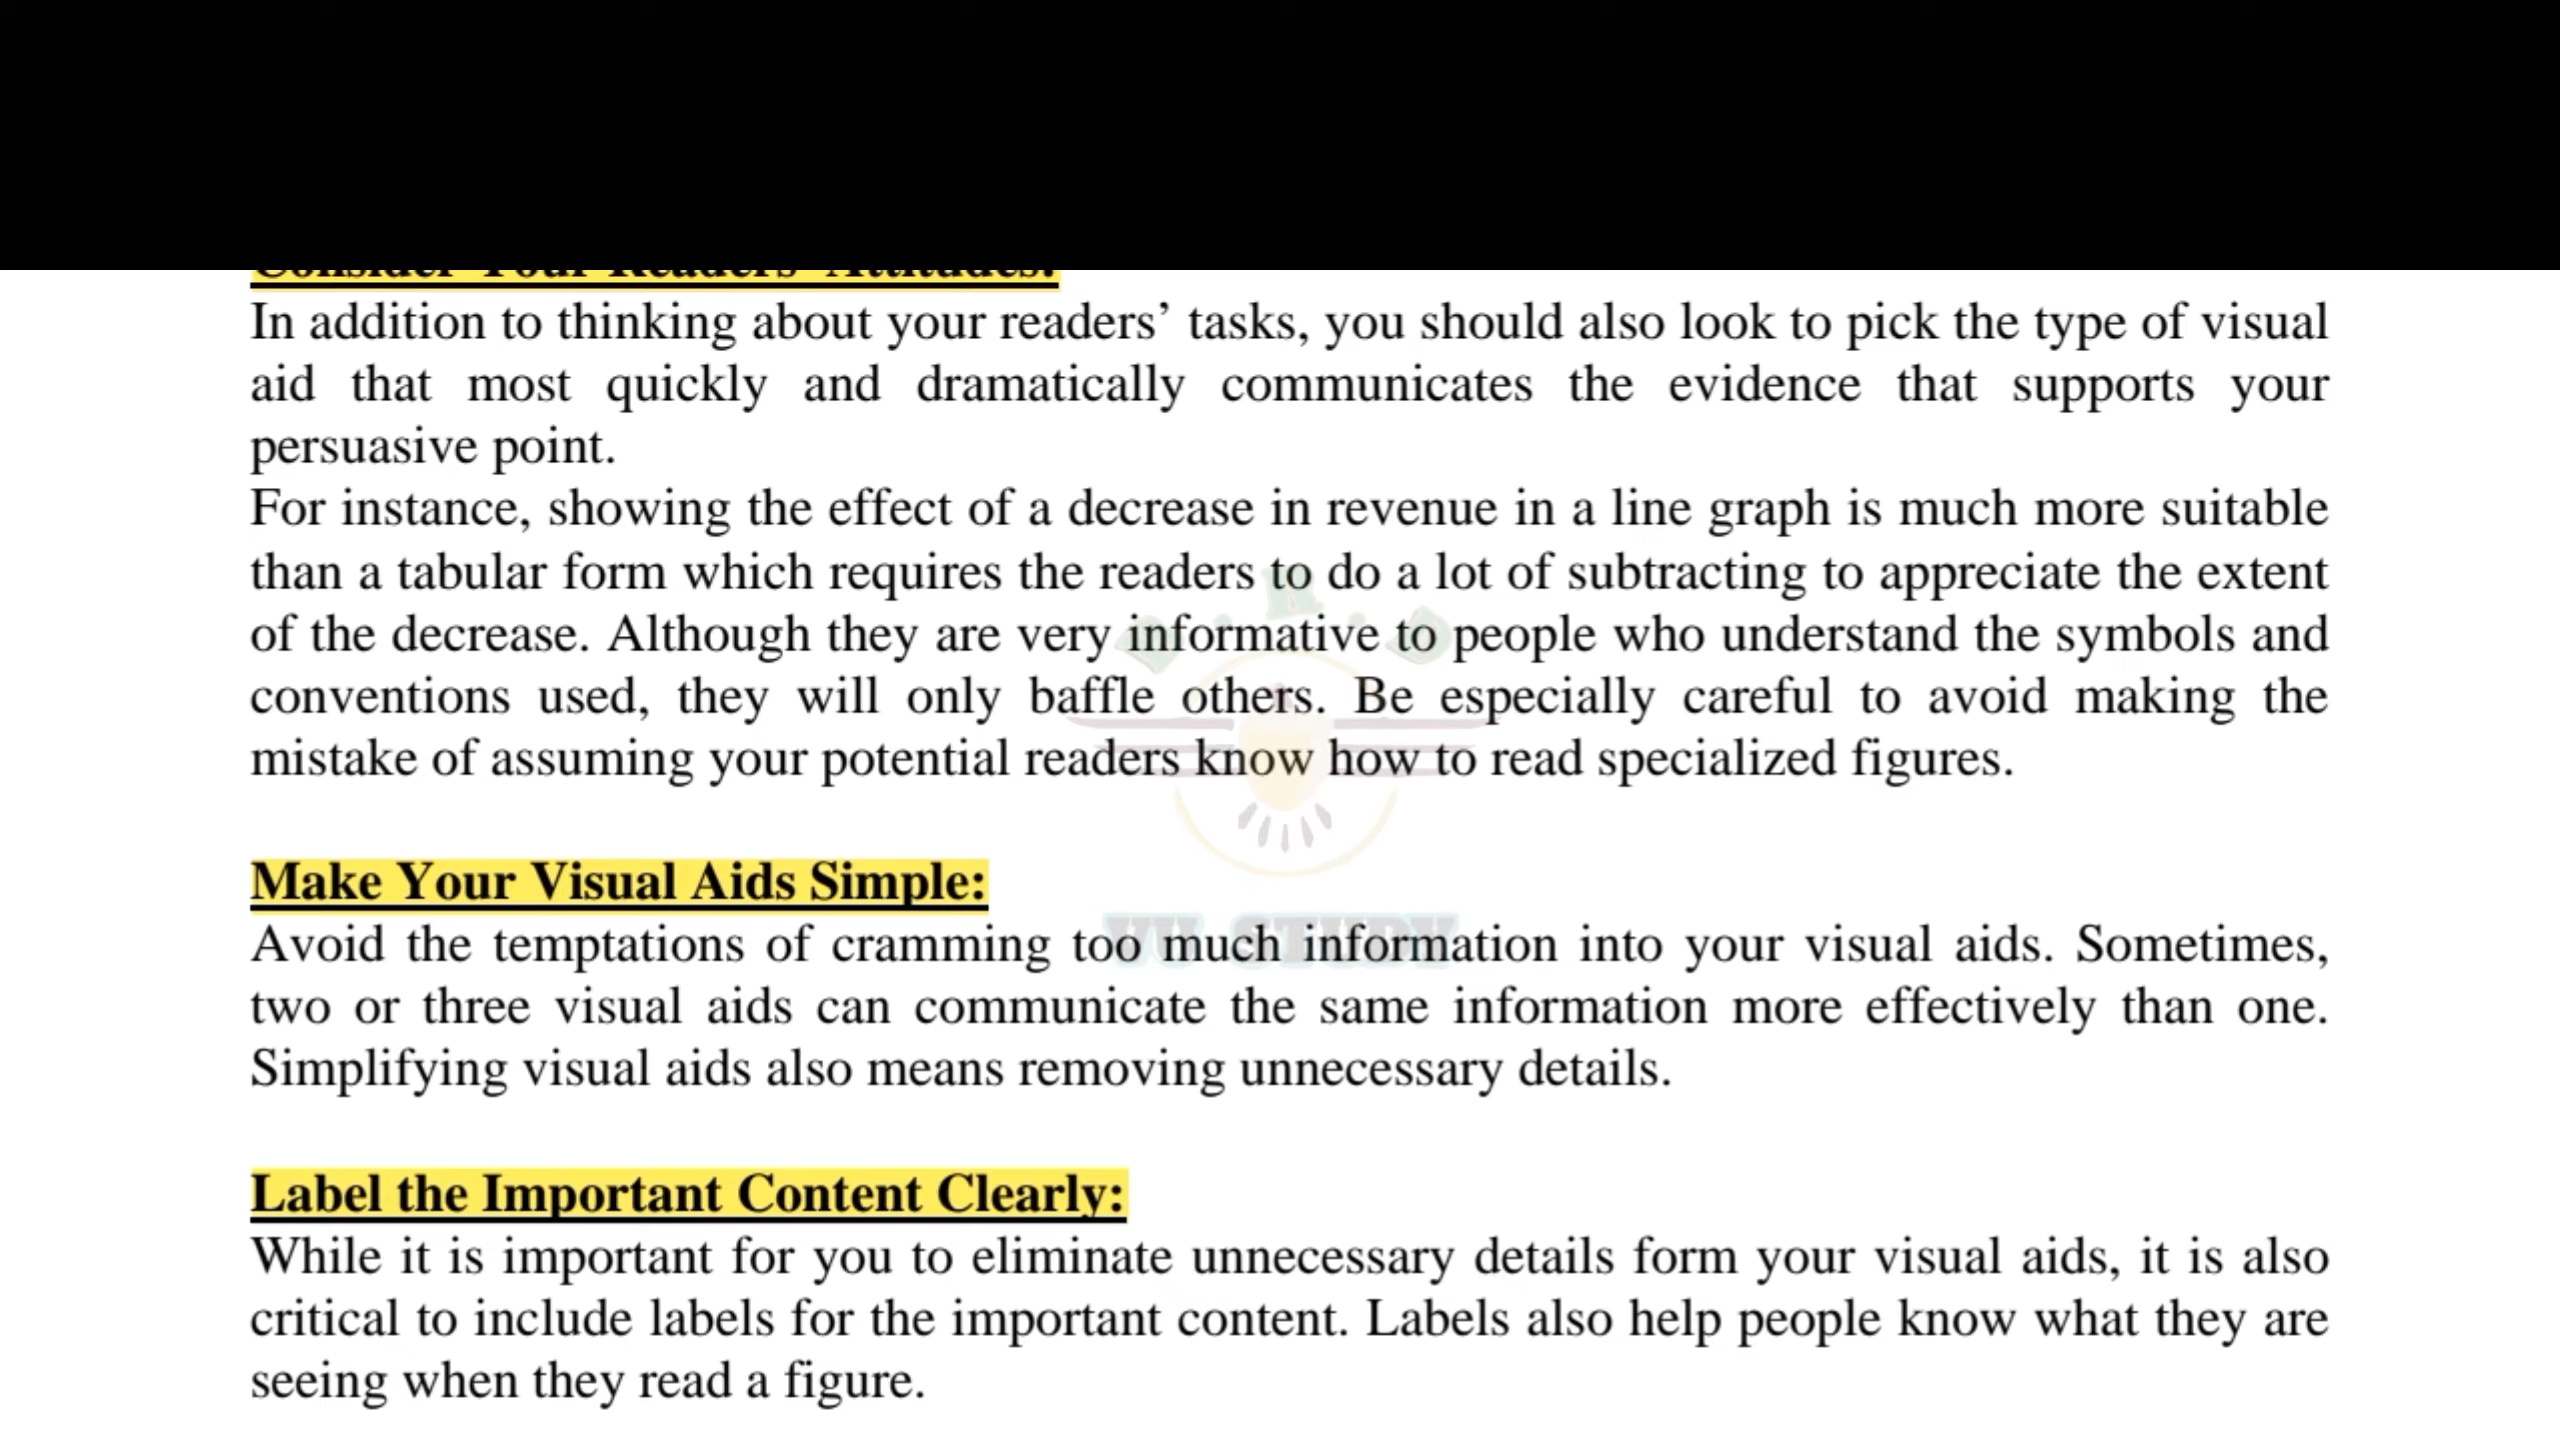 Consider Your Readers' Attitudes:
In addition to thinking about your readers’ tasks, you should also look to pick the type of visual
aid that most quickly and dramatically communicates the evidence that supports your
persuasive point.
For instance, showing the effect of a decrease in revenue in a line graph is much more suitable
than a tabular form which requires the readers to do a lot of subtracting to appreciate the extent
of the decrease. Although they are very informative to people who understand the symbols and
conventions used, they will only baffle others. Be especially careful to avoid making the
mistake of assuming your potential readers know how to read specialized figures.
Make Your Visual Aids Simple:
Avoid the temptations of cramming too much information into your visual aids. Sometimes,
two or three visual aids can communicate the same information more effectively than one.
Simplifying visual aids also means removing unnecessary details.
VU STUDY
Label the Important Content Clearly:
While it is important for you to eliminate unnecessary details form your visual aids, it is also
critical to include labels for the important content. Labels also help people know what they are
seeing when they read a figure.